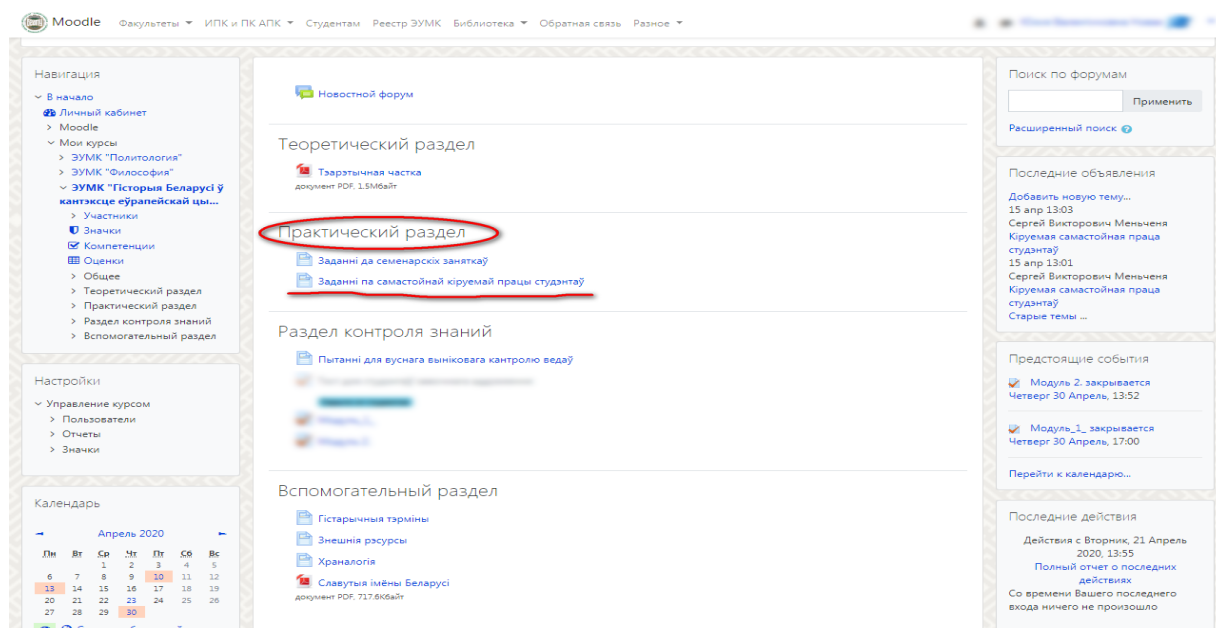 Moodle Факультеты ИПК и ПК АПК Студентам Реестр ЭУМК Библиотека Обратная связь Разное
Навигация
В начало
Личный кабинет
Moodle
Мои курсы
ЭУМК "Политология"
ЭУМК "Философия"
ЭУМК "Гісторыя Беларусі ў
кантэксце еўрапейскай цы...
Участники
Значки
Компетенции
Оценки
Общее
Теоретический раздел
Практический раздел
Раздел контроля знаний
Вспомогательный раздел
Настройки
Управление курсом
Пользователи
Отчеты
Значки
Календарь
Апрель 2020
Пн Вт Ср Чт Пт Сб Вс
1 2 3 4 5
6 7 8 9 10 11 12
13 14 15 16 17 18 19
20 21 22 23 24 25 26
27 28 29 30
Новостной форум
Теоретический раздел
Тэарэтычная частка
документ PDF, 1.5Мбайт
Практический раздел
Заданні да семенарскіх заняткаў
Заданні па самастойнай кіруемай працы студэнтаў
Раздел контроля знаний
Пытанні для вуснага выніковага кантролю ведаў
Вспомогательный раздел
Гістарычныя тэрміны
Знешнія рэсурсы
Храналогія
Славутыя імёны Беларусі
документ PDF, 717.6Кбайт
Поиск по форумам
Применить
Расширенный поиск
Последние объявления
Добавить новую тему...
15 апр 13:03
Сергей Викторович Меньченя
Кіруемая самастойная праца
студэнтаў
15 апр 13:01
Сергей Викторович Меньченя
Кіруемая самастойная праца
студэнтаў
Старые темы ...
Предстоящие события
Модуль 2. закрывается
Четверг 30 Апрель, 13:52
Модуль_1_ закрывается
Четверг 30 Апрель, 17:00
Перейти к календарю...
Последние действия
Действия с Вторник, 21 Апрель
2020, 13:55
Полный отчет о последних
действиях
Со времени Вашего последнего
входа ничего не произошло